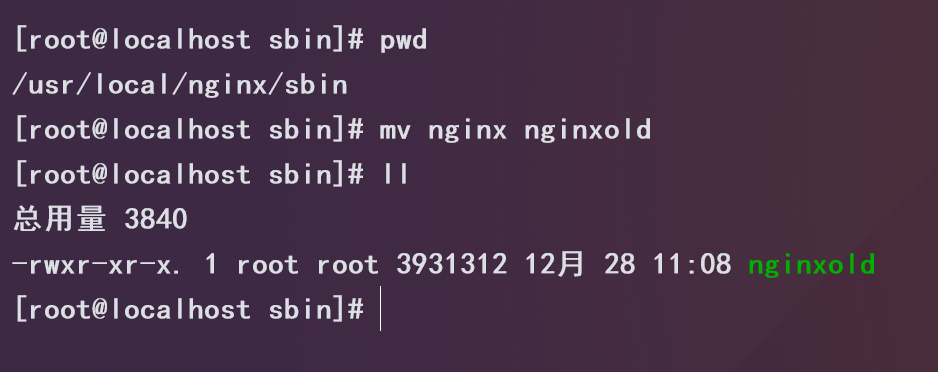 [root@localhost sbin]# pwd
/usr/local/nginx/sbin
[root@localhost sbin]# mv nginx nginxold
[root@localhost sbin]# ll
总用量 3840
-rwxr-xr-x. 1 root root 3931312 12月 28 11:08 nginxold
[root@localhost sbin]#